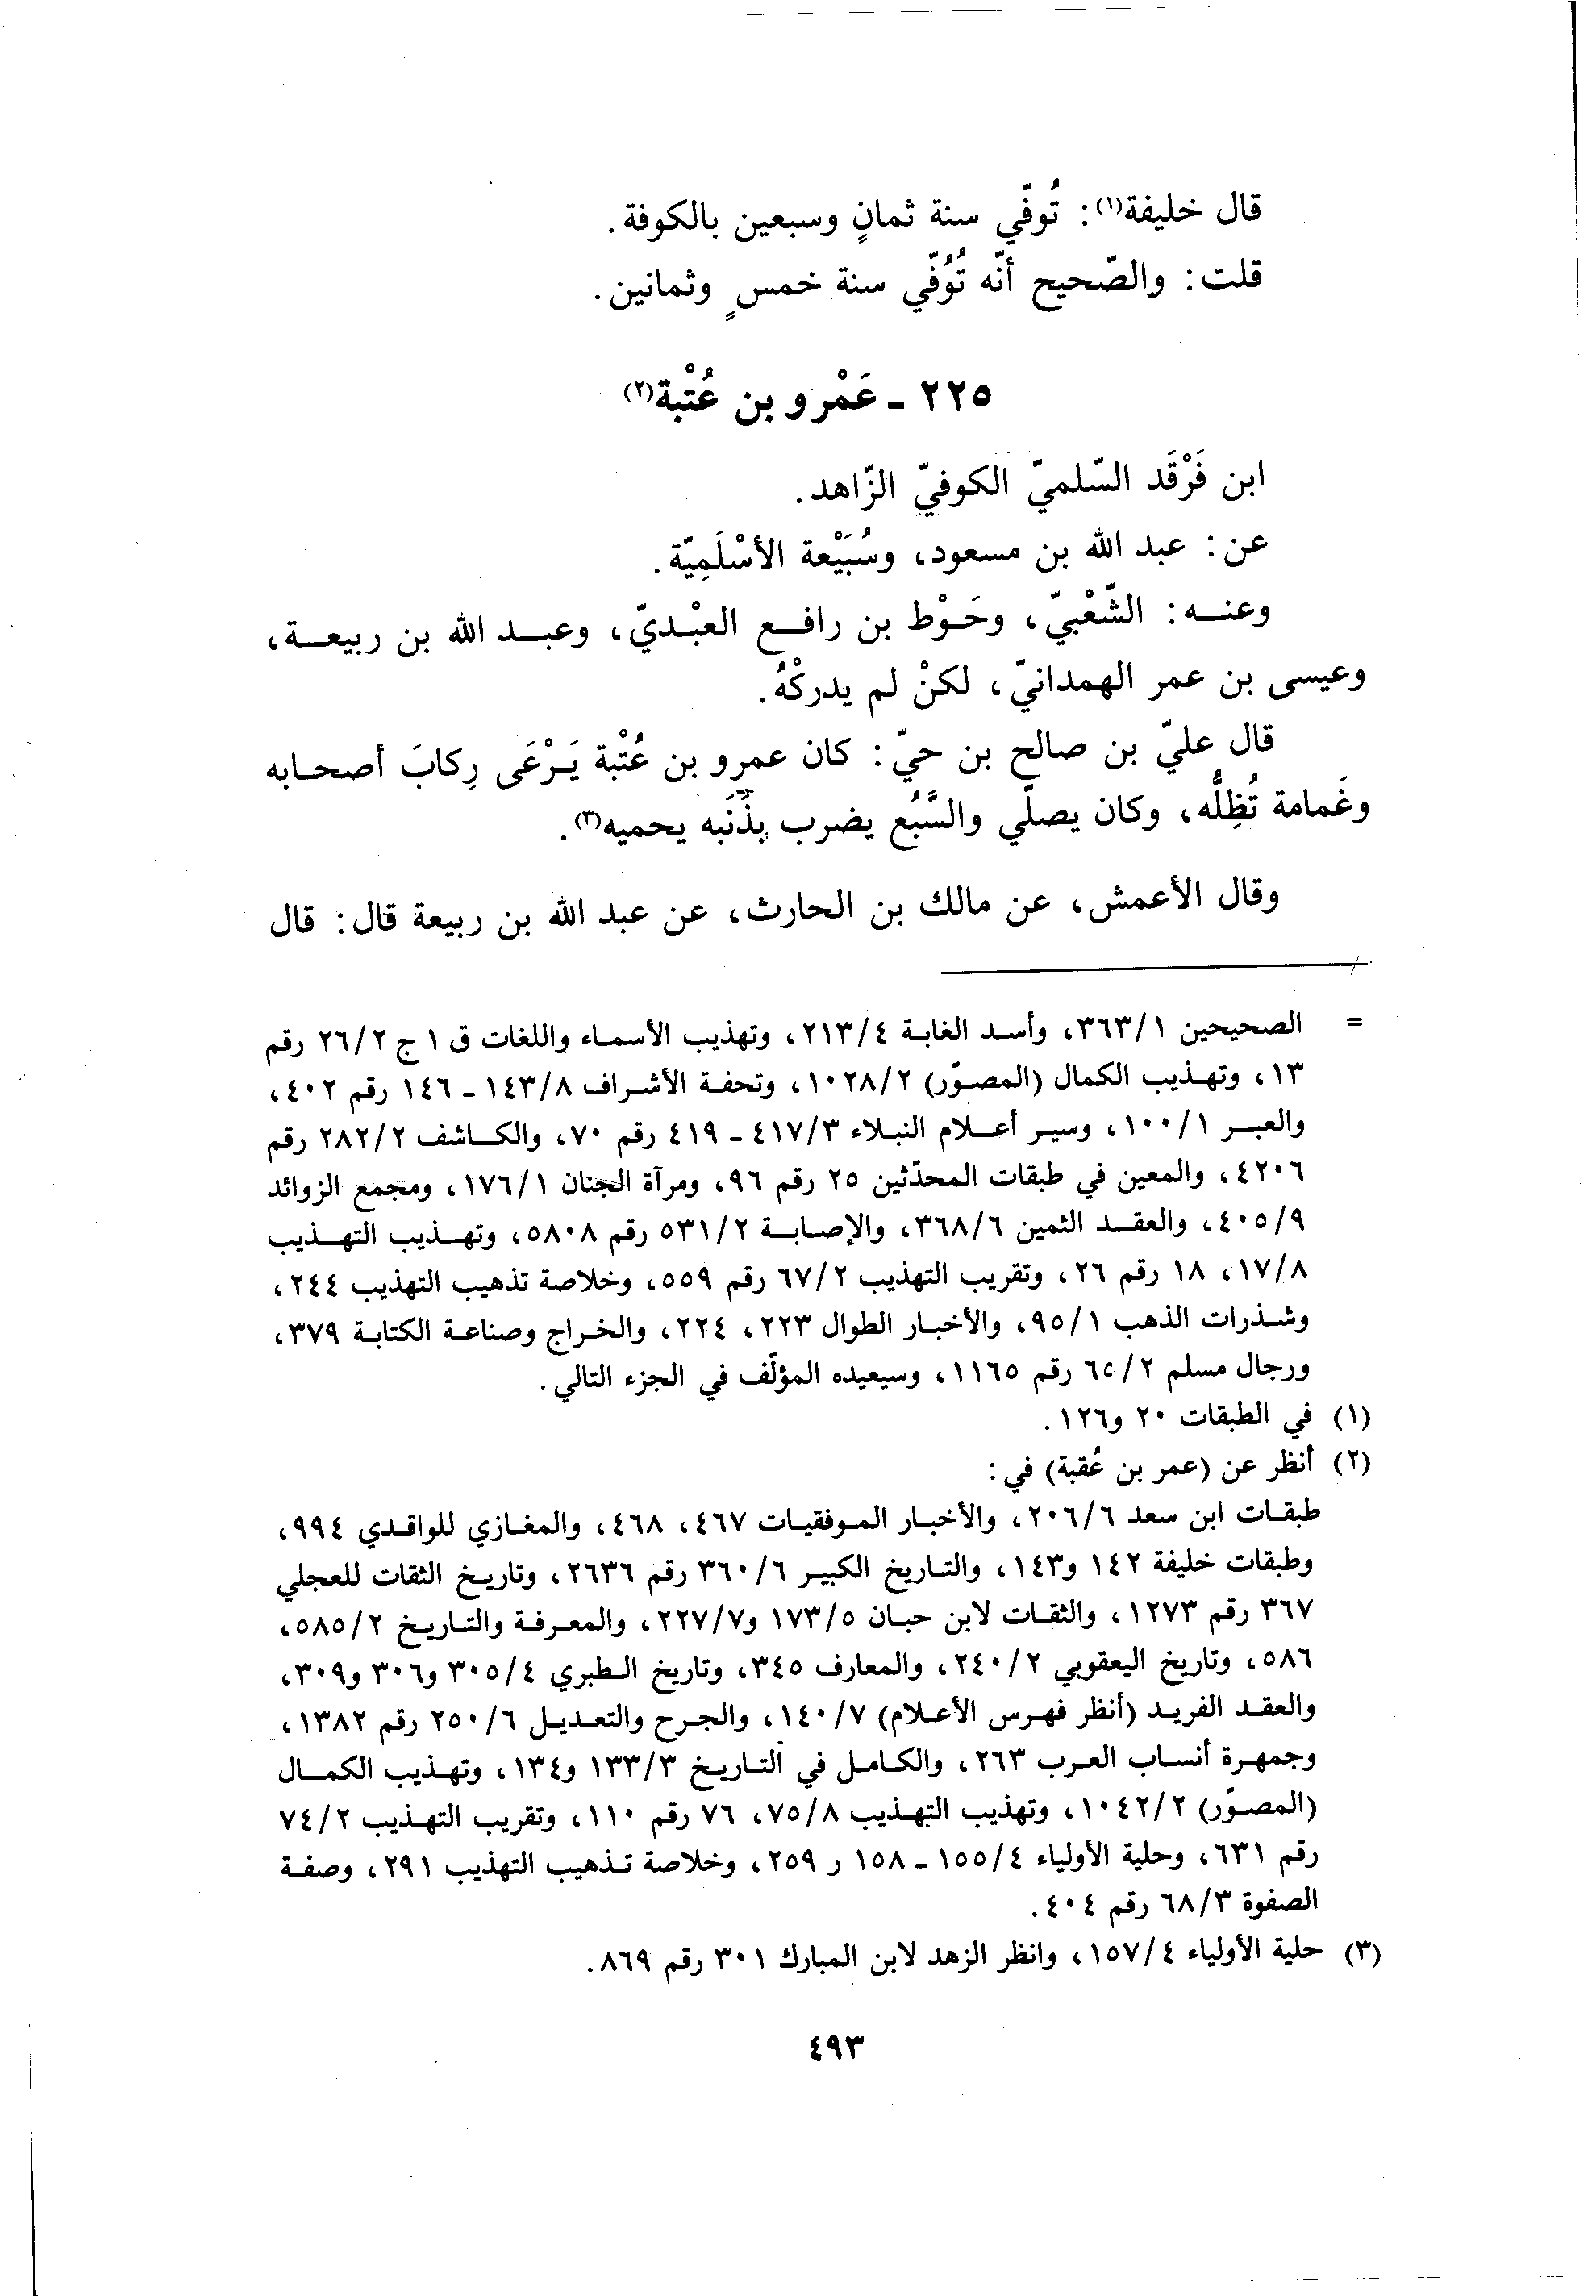 قال خليفة(١): تُوفّي سنة ثمانٍ وسبعين بالكوفة.
قلت: والصّحيح أنّه تُوُفّي سنة خمسٍ وثمانين.
٢٢٥ ـ عَمْرو بن عُتْبة(٢)
ابن فَرْقَد السّلميّ الكوفيّ الزّاهد.
عن: عبد الله بن مسعود، وسُبَيْعة الأسْلَمِيّة.
وعنه: الشّعْبيّ، وحَوْط بن رافع العبْديّ، وعبد الله بن ربيعة،
وعيسى بن عمر الهمدانيّ، لكنْ لم يدركْهُ.
قال عليّ بن صالح بن حيّ: كان عمرو بن عُتْبة يَرْعَى رِكابَ أصحابه
وغَمامة تُظِلُّه، وكان يصلّي والسَّبُع يضرب بِذَنَبه يحميه(٣).
وقال الأعمش، عن مالك بن الحارث، عن عبد الله بن ربيعة قال: قال
= الصحيحين ٣٦٣/١، وأسد الغابة ٢١٣/٤، وتهذيب الأسماء واللغات ق ١ ج ٢٦/٢ رقم
١٣، وتهذيب الكمال (المصوّر) ١٠٢٨/٢، وتحفة الأشراف ١٤٣/٨ ـ ١٤٦ رقم ٤٠٢،
والعبر ١٠٠/١، وسير أعلام النبلاء ٤١٧/٣ ـ ٤١٩ رقم ٧٠، والكاشف ٢٨٢/٢ رقم
٤٢٠٦، والمعين في طبقات المحدّثين ٢٥ رقم ٩٦، ومرآة الجنان ١٧٦/١، ومجمع الزوائد
٤٠٥/٩، والعقد الثمين ٣٦٨/٦، والإصابة ٥٣١/٢ رقم ٥٨٠٨، وتهذيب التهذيب
١٧/٨، ١٨ رقم ٢٦، وتقريب التهذيب ٦٧/٢ رقم ٥٥٩، وخلاصة تذهيب التهذيب ٢٤٤،
وشذرات الذهب ٩٥/١، والأخبار الطوال ٢٢٣، ٢٢٤، والخراج وصناعة الكتابة ٣٧٩،
ورجال مسلم ٦٥/٢ رقم ١١٦٥، وسيعيده المؤلّف في الجزء التالي.
(١) في الطبقات ٢٠ و١٢٦.
(٢) أنظر عن (عمر بن عُقبة) في:
طبقات ابن سعد ٢٠٦/٦، والأخبار الموفقيات ٤٦٧، ٤٦٨، والمغازي للواقدي ٩٩٤،
وطبقات خليفة ١٤٢ و١٤٣، والتاريخ الكبير ٣٦٠/٦ رقم ٢٦٣٦، وتاريخ الثقات للعجلي
٣٦٧ رقم ١٢٧٣، والثقات لابن حبان ١٧٣/٥ و٢٢٧/٧، والمعرفة والتاريخ ٥٨٥/٢،
٥٨٦، وتاريخ اليعقوبي ٢٤٠/٢، والمعارف ٣٤٥، وتاريخ الطبري ٣٠٥/٤ و٣٠٦ و٣٠٩،
والعقد الفريد (أنظر فهرس الأعلام) ١٤٠/٧، والجرح والتعديل ٢٥٠/٦ رقم ١٣٨٢،
وجمهرة أنساب العرب ٢٦٣، والكامل في التاريخ ١٣٣/٣ و١٣٤، وتهذيب الكمال
(المصوّر) ١٠٤٢/٢، وتهذيب التهذيب ٧٥/٨، ٧٦ رقم ١١٠، وتقريب التهذيب ٧٤/٢
رقم ٦٣١، وحلية الأولياء ١٥٥/٤ ـ ١٥٨ ر ٢٥٩، وخلاصة تذهيب التهذيب ٢٩١، وصفة
الصفوة ٦٨/٣ رقم ٤٠٤.
(٣) حلية الأولياء ١٥٧/٤، وانظر الزهد لابن المبارك ٣٠١ رقم ٨٦٩.
٤٩٣